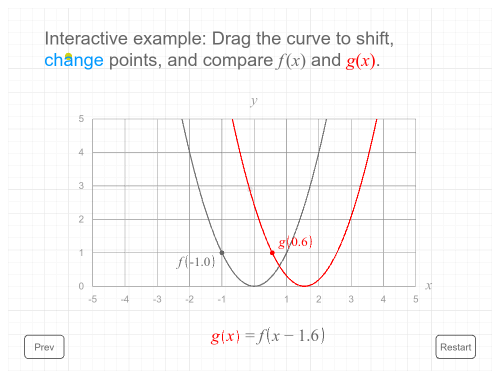 Interactive example: Drag the curve to shift,
change points, and compare f(x) and g(x).
y
5
4
3
2
1
0
g(0.6)
f(-1.0)
-5 -4 -3 -2 -1 1 2 3 4 5
x
g(x) = f(x − 1.6)
Prev
Restart